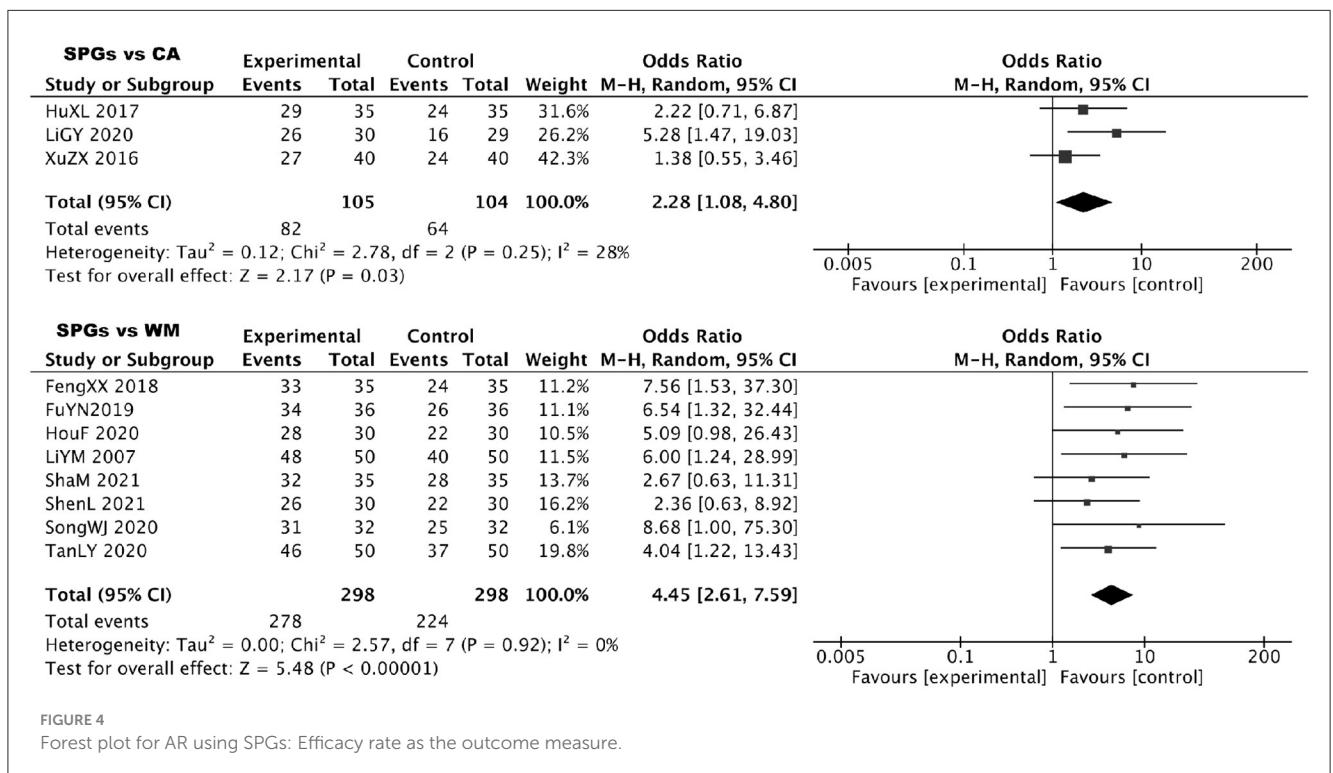 SPGs vs CA Experimental Control Odds Ratio Odds Ratio
Study or Subgroup Events Total Events Total Weight M-H, Random, 95% CI M-H, Random, 95% CI
HuXL 2017 29 35 24 35 31.6% 2.22 [0.71, 6.87]
LiGY 2020 26 30 16 29 26.2% 5.28 [1.47, 19.03]
XuZX 2016 27 40 24 40 42.3% 1.38 [0.55, 3.46]
Total (95% CI) 105 104 100.0% 2.28 [1.08, 4.80]
Total events 82 64
Heterogeneity: Tau² = 0.12; Chi² = 2.78, df = 2 (P = 0.25); I² = 28%
Test for overall effect: Z = 2.17 (P = 0.03)
0.005 0.1 1 10 200
Favours [experimental] Favours [control]
SPGs vs WM Experimental Control Odds Ratio Odds Ratio
Study or Subgroup Events Total Events Total Weight M-H, Random, 95% CI M-H, Random, 95% CI
FengXX 2018 33 35 24 35 11.2% 7.56 [1.53, 37.30]
FuYN2019 34 36 26 36 11.1% 6.54 [1.32, 32.44]
HouF 2020 28 30 22 30 10.5% 5.09 [0.98, 26.43]
LiYM 2007 48 50 40 50 11.5% 6.00 [1.24, 28.99]
ShaM 2021 32 35 28 35 13.7% 2.67 [0.63, 11.31]
ShenL 2021 26 30 22 30 16.2% 2.36 [0.63, 8.92]
SongWJ 2020 31 32 25 32 6.1% 8.68 [1.00, 75.30]
TanLY 2020 46 50 37 50 19.8% 4.04 [1.22, 13.43]
Total (95% CI) 298 298 100.0% 4.45 [2.61, 7.59]
Total events 278 224
Heterogeneity: Tau² = 0.00; Chi² = 2.57, df = 7 (P = 0.92); I² = 0%
Test for overall effect: Z = 5.48 (P < 0.00001)
0.005 0.1 1 10 200
Favours [experimental] Favours [control]
FIGURE 4
Forest plot for AR using SPGs: Efficacy rate as the outcome measure.